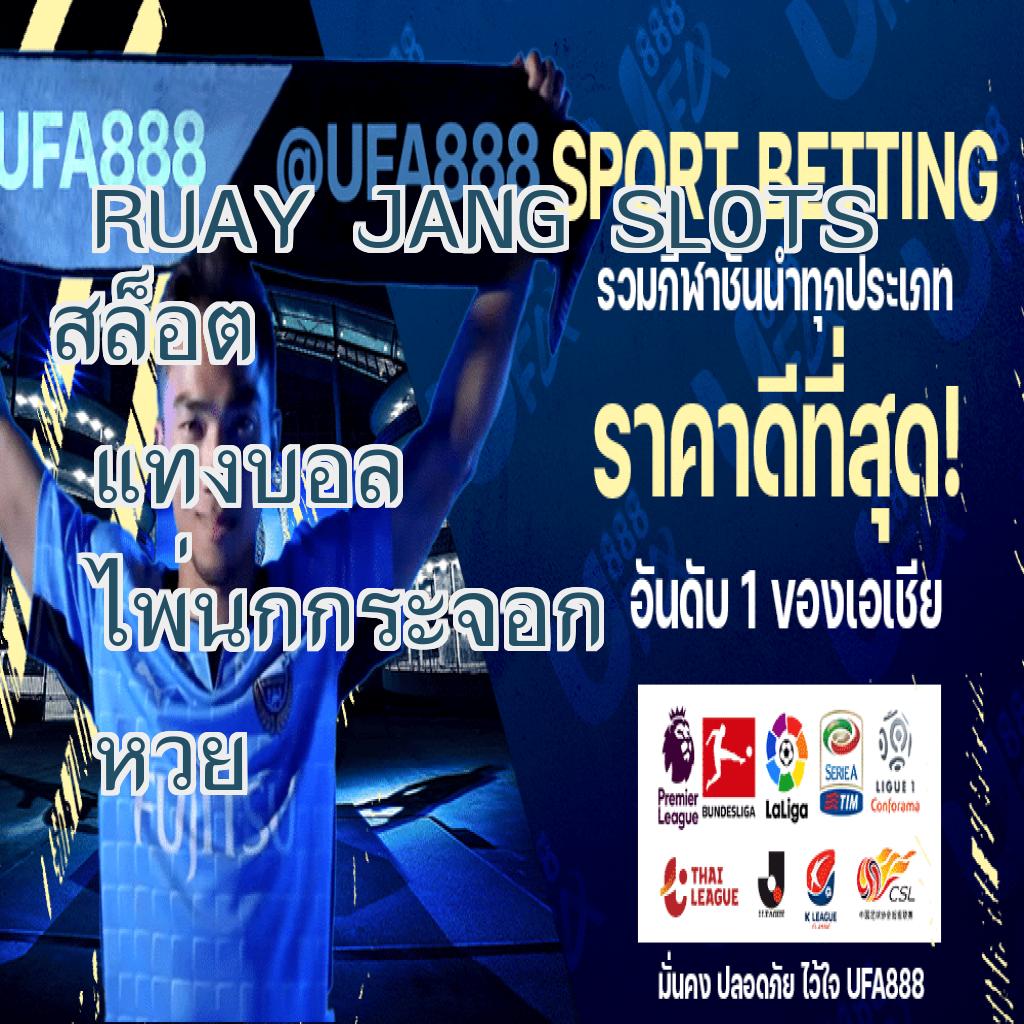 UFA888
@UFA888
SPORT BETTING
RUAY JANG SLOTS
รวมกีฬาชั้นนำทุกประเภท
สล็อต
ราคาดีที่สุด!
แทงบอล
ไพ่นกกระจอก
อันดับ 1 ของเอเชีย
หวย
FUJITSU
Premier League
BUNDESLIGA
LaLiga
SERIE A
TIM
LIGUE 1
Conforama
THAI LEAGUE
J.LEAGUE
K LEAGUE
CSL
มั่นคง ปลอดภัย ไว้ใจ UFA888